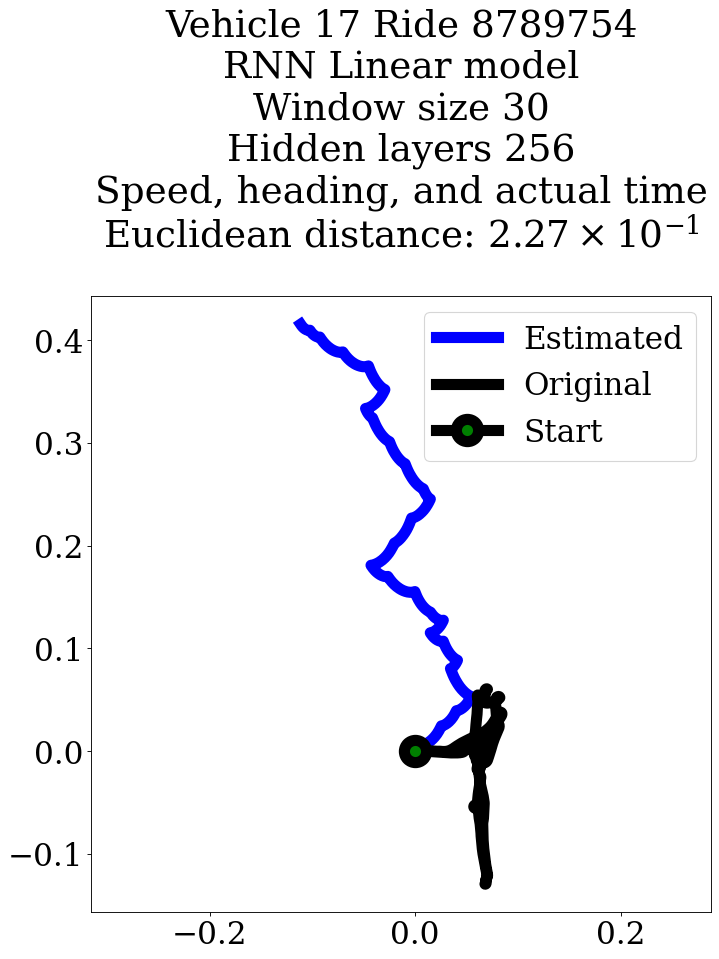 Vehicle 17 Ride 8789754
RNN Linear model
Window size 30
Hidden layers 256
Speed, heading, and actual time
Euclidean distance: 2.27 × 10⁻¹
Estimated
Original
Start
0.4
0.3
0.2
0.1
0.0
−0.1
−0.2 0.0 0.2